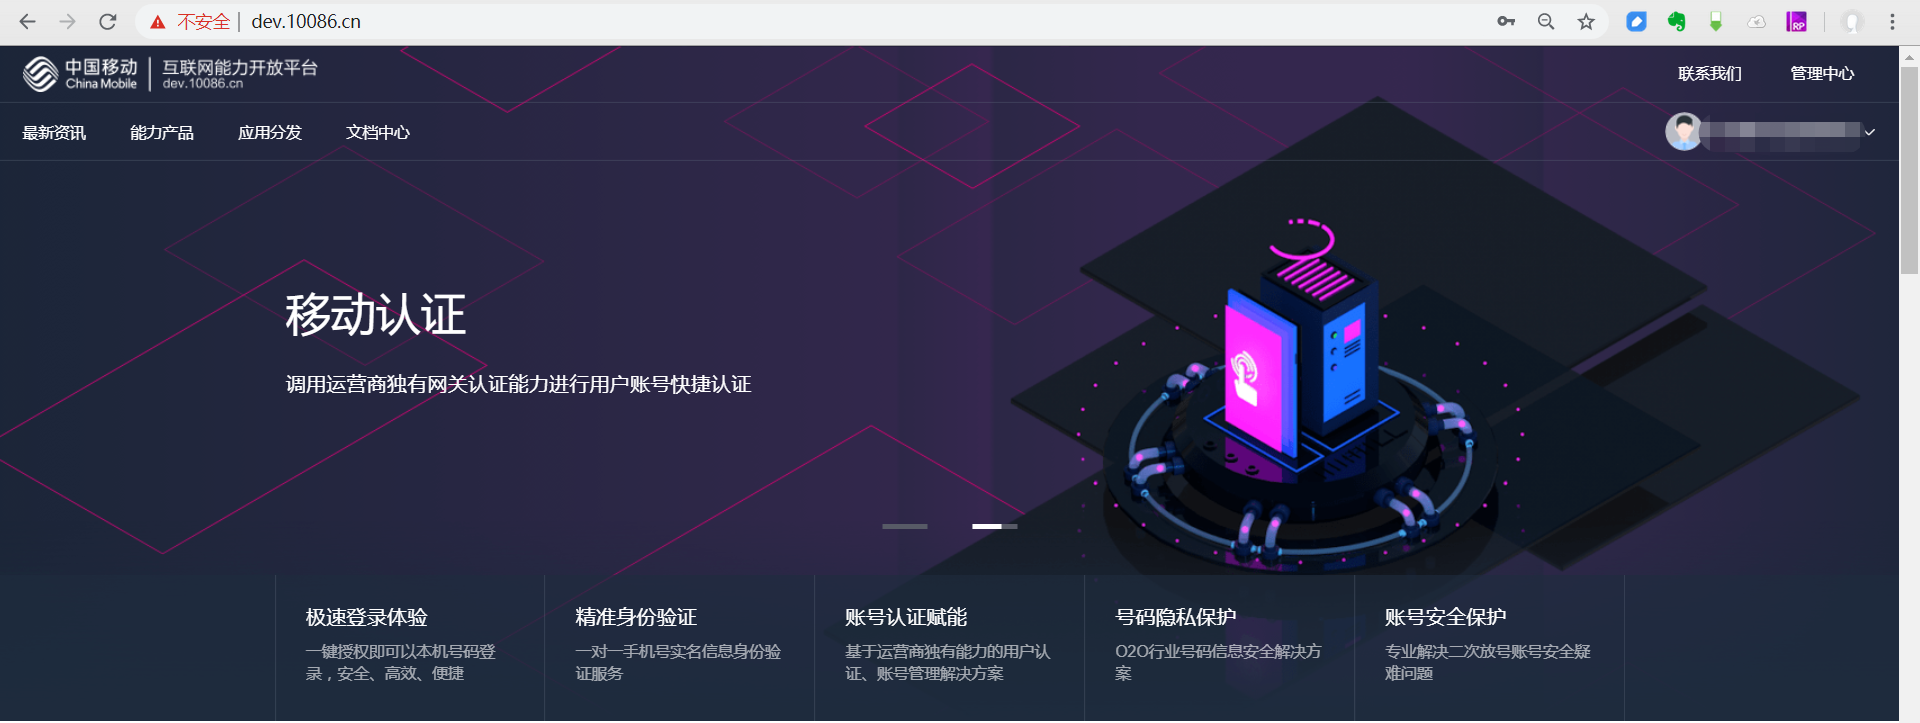 不安全 | dev.10086.cn
中国移动 China Mobile
互联网能力开放平台
dev.10086.cn
联系我们 管理中心
最新资讯 能力产品 应用分发 文档中心
移动认证
调用运营商独有网关认证能力进行用户账号快捷认证
极速登录体验
一键授权即可以本机号码登
录，安全、高效、便捷
精准身份验证
一对一手机号实名信息身份验
证服务
账号认证赋能
基于运营商独有能力的用户认
证、账号管理解决方案
号码隐私保护
O2O行业号码信息安全解决方
案
账号安全保护
专业解决二次放号账号安全疑
难问题
RP